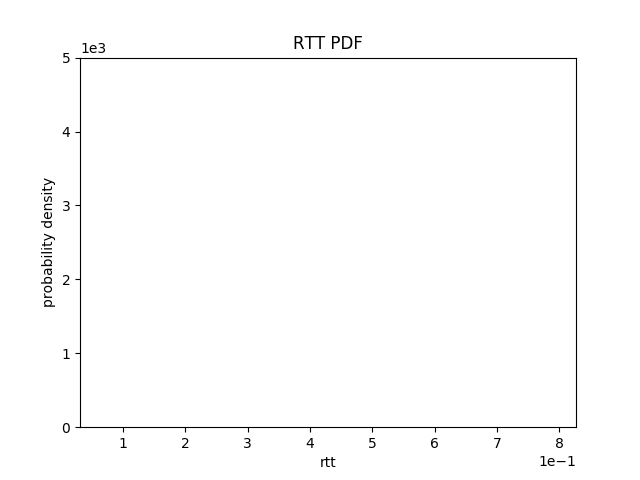 RTT PDF
1e3
5
4
3
2
1
0
probability density
1 2 3 4 5 6 7 8
1e−1
rtt